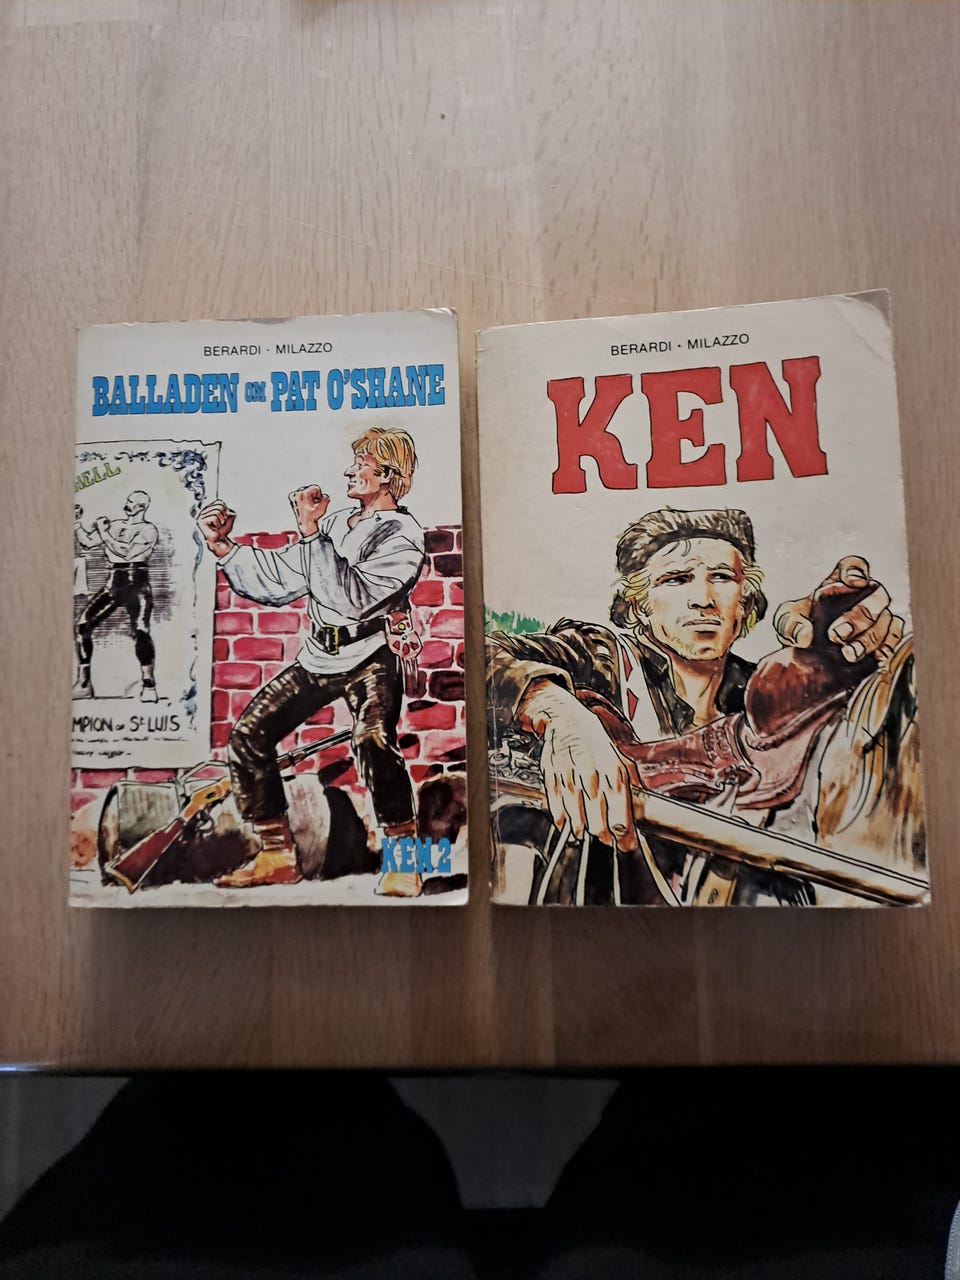 BERARDI · MILAZZO
BALLADEN OM PAT O'SHANE
MPION OF St LUIS
KEN 2
BERARDI · MILAZZO
KEN